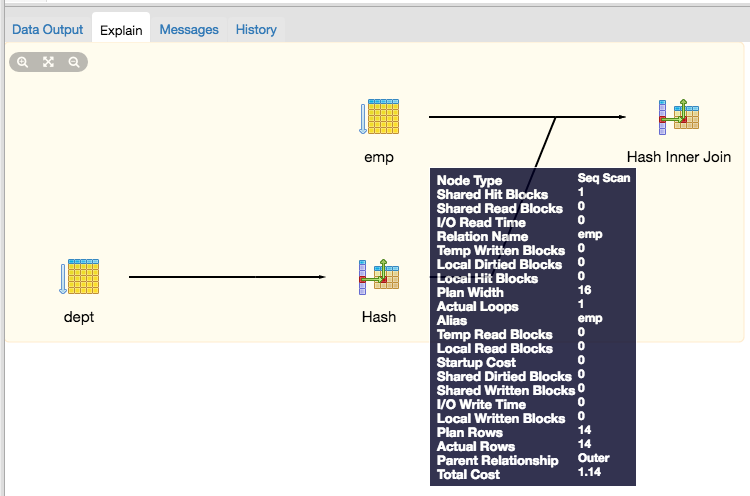 Data Output Explain Messages History
emp
Hash Inner Join
dept
Hash
Node Type Seq Scan
Shared Hit Blocks 1
Shared Read Blocks 0
I/O Read Time 0
Relation Name emp
Temp Written Blocks 0
Local Dirtied Blocks 0
Local Hit Blocks 0
Plan Width 16
Actual Loops 1
Alias emp
Temp Read Blocks 0
Local Read Blocks 0
Startup Cost 0
Shared Dirtied Blocks 0
Shared Written Blocks 0
I/O Write Time 0
Local Written Blocks 0
Plan Rows 14
Actual Rows 14
Parent Relationship Outer
Total Cost 1.14